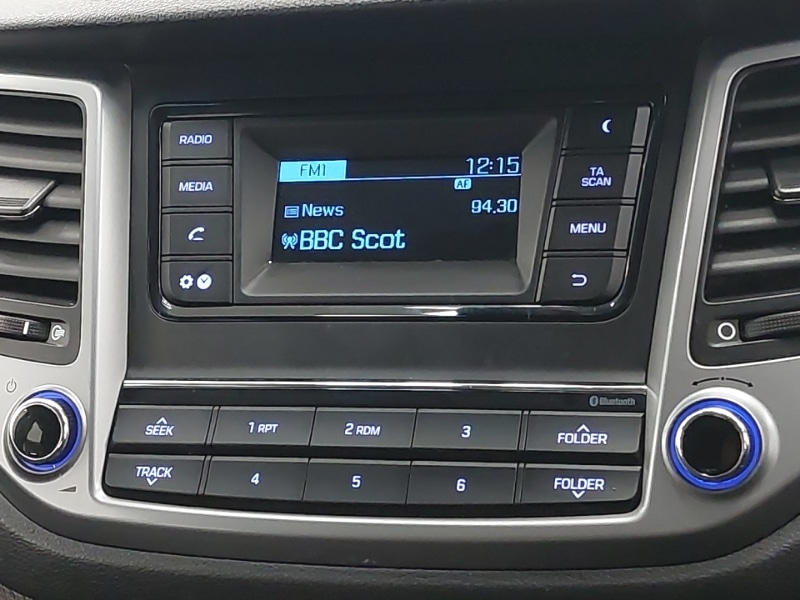 RADIO
MEDIA
FM1 12:15
AF
News 94.30
BBC Scot
TA
SCAN
MENU
Bluetooth
SEEK
1 RPT
2 RDM
3
FOLDER
TRACK
4
5
6
FOLDER